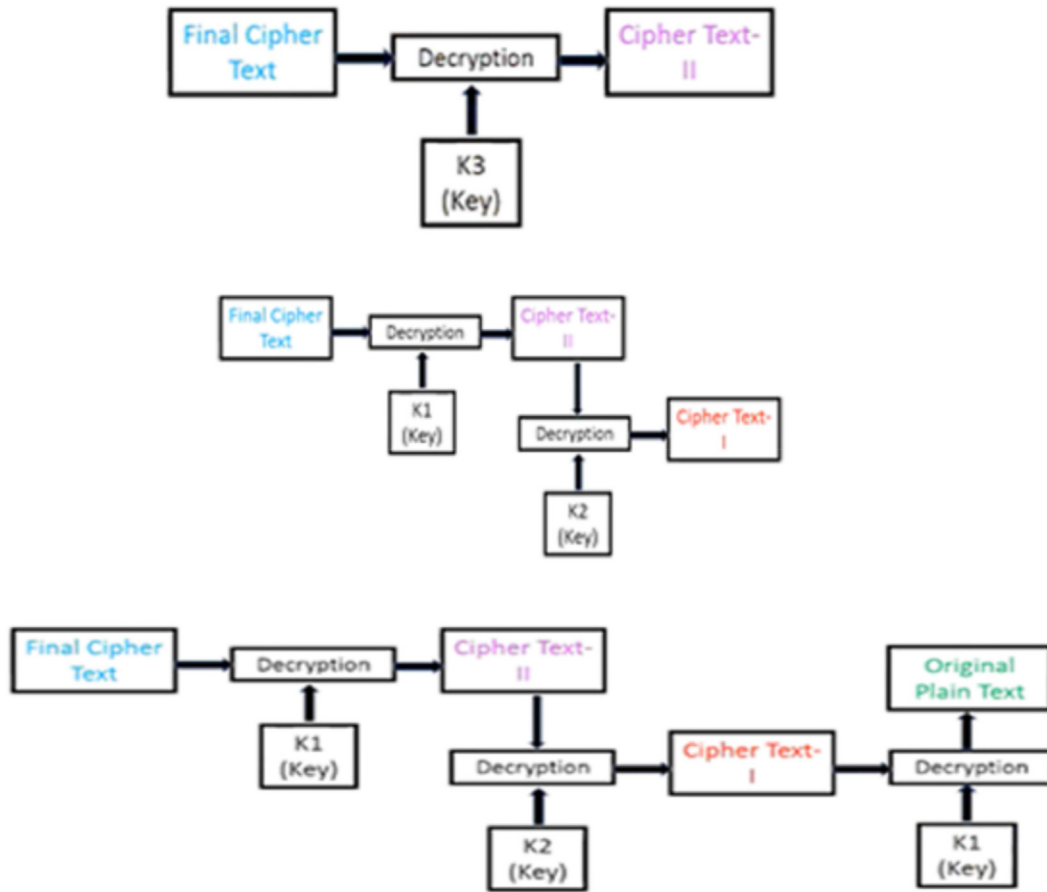 Final Cipher
Text
Decryption
Cipher Text-
II
K3
(Key)
Final Cipher
Text
Decryption
Cipher Text-
II
K1
(Key)
Decryption
Cipher Text-
I
K2
(Key)
Final Cipher
Text
Decryption
Cipher Text-
II
Original
Plain Text
K1
(Key)
Decryption
Cipher Text-
I
Decryption
K2
(Key)
K1
(Key)